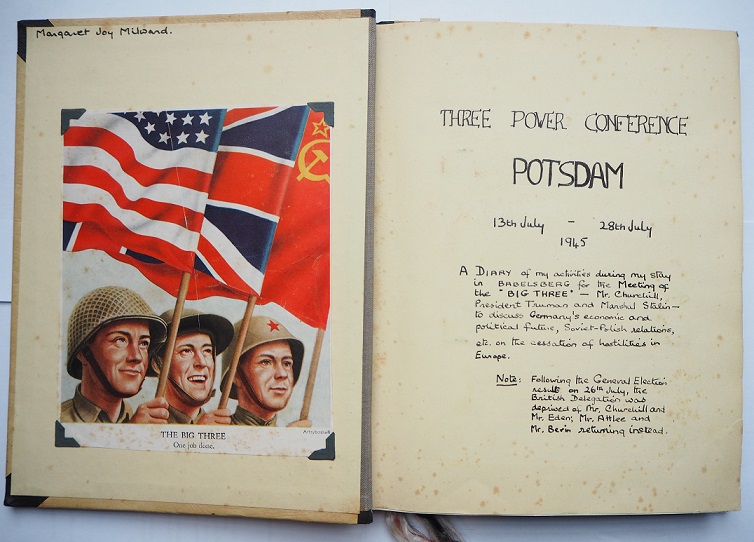 Margaret Joy Milward.
THE BIG THREE
One job done,
THREE POWER CONFERENCE
POTSDAM
13th July - 28th July
1945
A DIARY of my activities during my stay
in BABELSBERG for the Meeting of
the "BIG THREE" — Mr. Churchill,
President Truman and Marshal Stalin —
to discuss Germany's economic and
political future, Soviet-Polish relations,
etc. on the cessation of hostilities in
Europe.
Note: Following the General Election
results on 26th July, the
British Delegation was
deprived of Mr. Churchill and
Mr. Eden; Mr. Attlee and
Mr. Bevin returning instead.